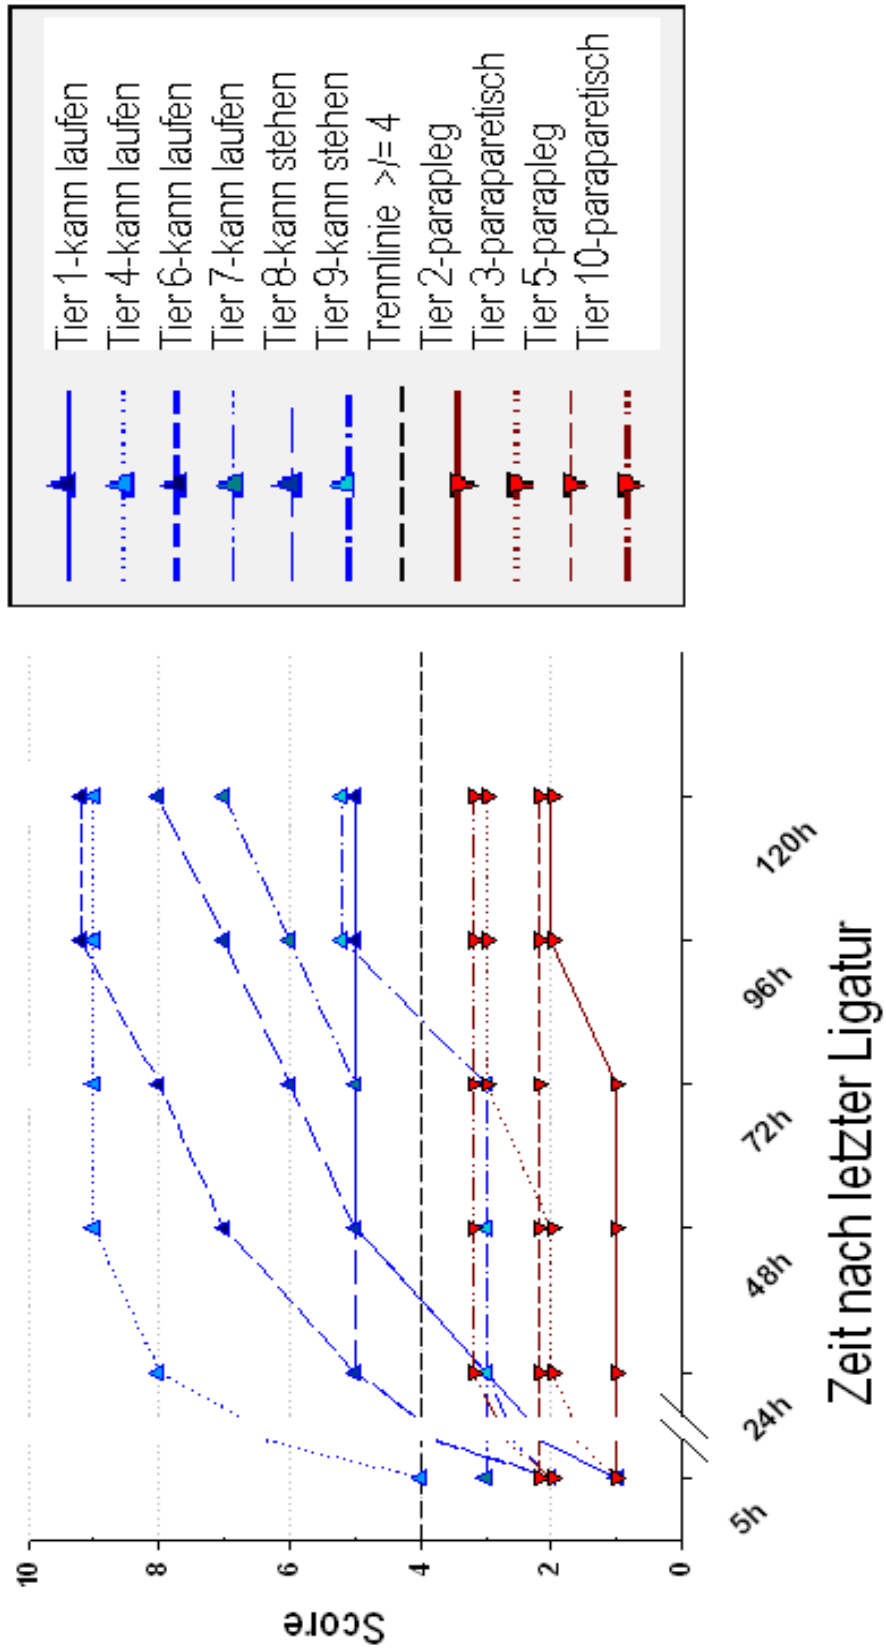 Score
10
8
6
4
2
0
5h
24h
48h
72h
96h
120h
Zeit nach letzter Ligatur
Tier 1-kann laufen
Tier 4-kann laufen
Tier 6-kann laufen
Tier 7-kann laufen
Tier 8-kann stehen
Tier 9-kann stehen
Trennlinie >/= 4
Tier 2-parapleg
Tier 3-paraparetisch
Tier 5-parapleg
Tier 10-paraparetisch